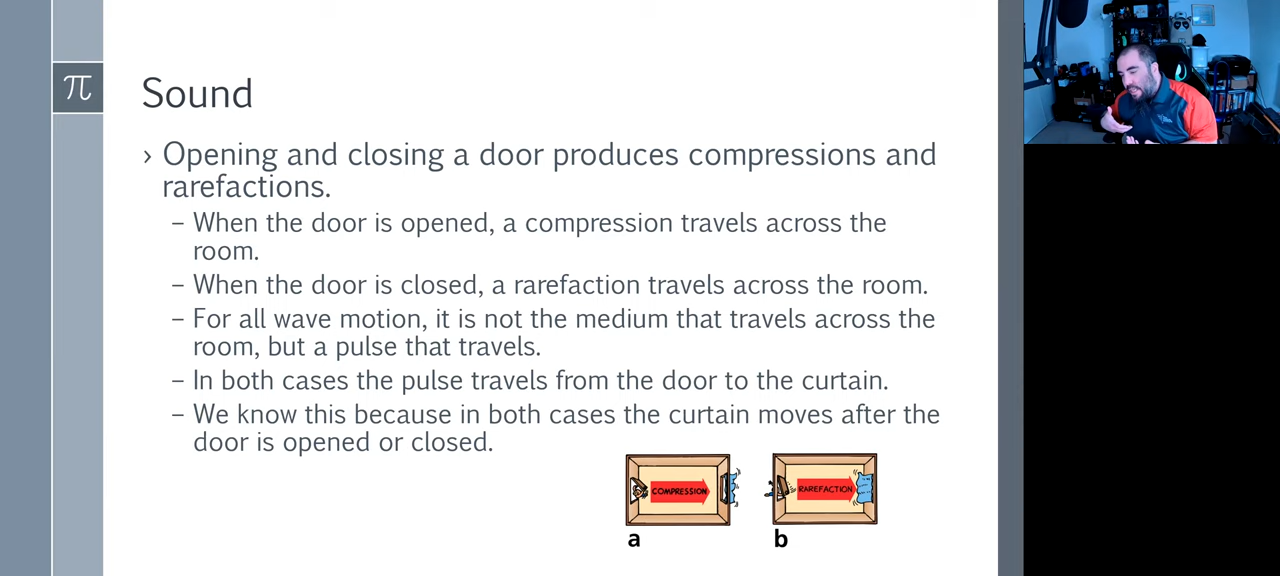 π
Sound
› Opening and closing a door produces compressions and
rarefactions.
– When the door is opened, a compression travels across the
room.
– When the door is closed, a rarefaction travels across the room.
– For all wave motion, it is not the medium that travels across the
room, but a pulse that travels.
– In both cases the pulse travels from the door to the curtain.
– We know this because in both cases the curtain moves after the
door is opened or closed.
COMPRESSION
RAREFACTION
a
b